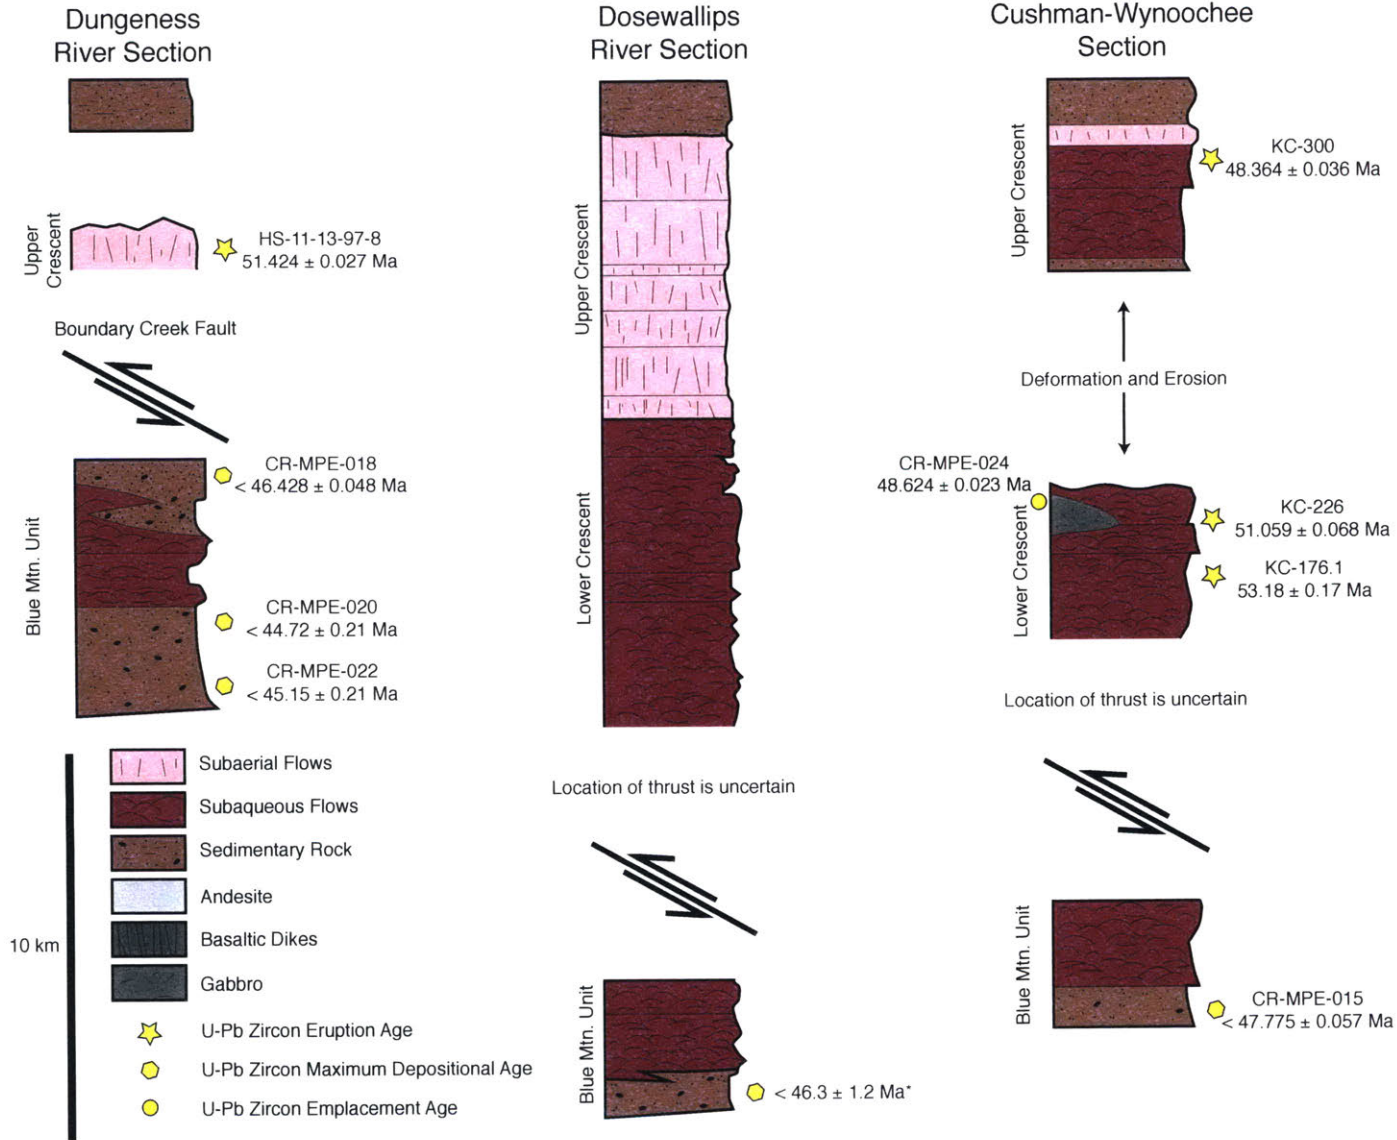 Dungeness
River Section
Upper
Crescent
HS-11-13-97-8
51.424 ± 0.027 Ma
Boundary Creek Fault
Blue Mtn. Unit
CR-MPE-018
< 46.428 ± 0.048 Ma
CR-MPE-020
< 44.72 ± 0.21 Ma
CR-MPE-022
< 45.15 ± 0.21 Ma
Dosewallips
River Section
Upper Crescent
Lower Crescent
Location of thrust is uncertain
Blue Mtn. Unit
< 46.3 ± 1.2 Ma*
Cushman-Wynoochee
Section
Upper Crescent
KC-300
48.364 ± 0.036 Ma
Deformation and Erosion
CR-MPE-024
48.624 ± 0.023 Ma
Lower Crescent
KC-226
51.059 ± 0.068 Ma
KC-176.1
53.18 ± 0.17 Ma
Location of thrust is uncertain
Blue Mtn. Unit
CR-MPE-015
< 47.775 ± 0.057 Ma
10 km
Subaerial Flows
Subaqueous Flows
Sedimentary Rock
Andesite
Basaltic Dikes
Gabbro
U-Pb Zircon Eruption Age
U-Pb Zircon Maximum Depositional Age
U-Pb Zircon Emplacement Age